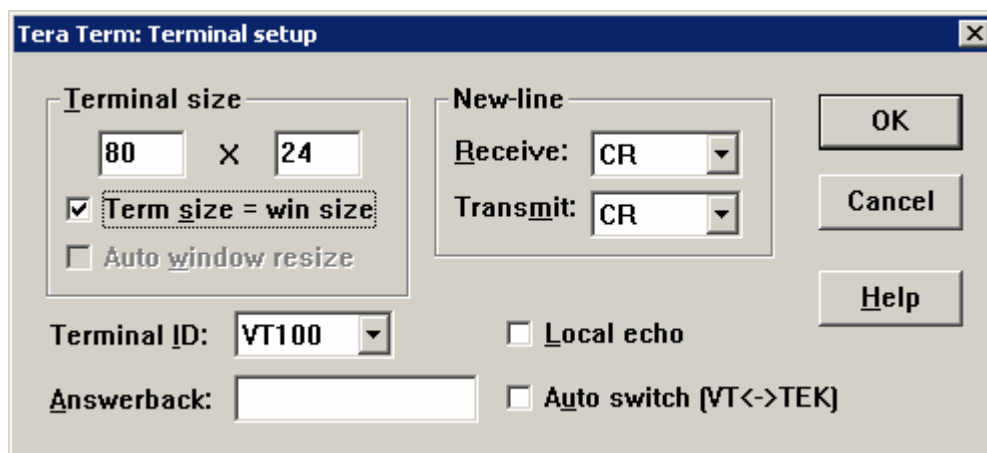 Tera Term: Terminal setup
Terminal size
80 X 24
Term size = win size
Auto window resize
New-line
Receive: CR
Transmit: CR
OK
Cancel
Help
Terminal ID: VT100
Local echo
Answerback:
Auto switch (VT<->TEK)